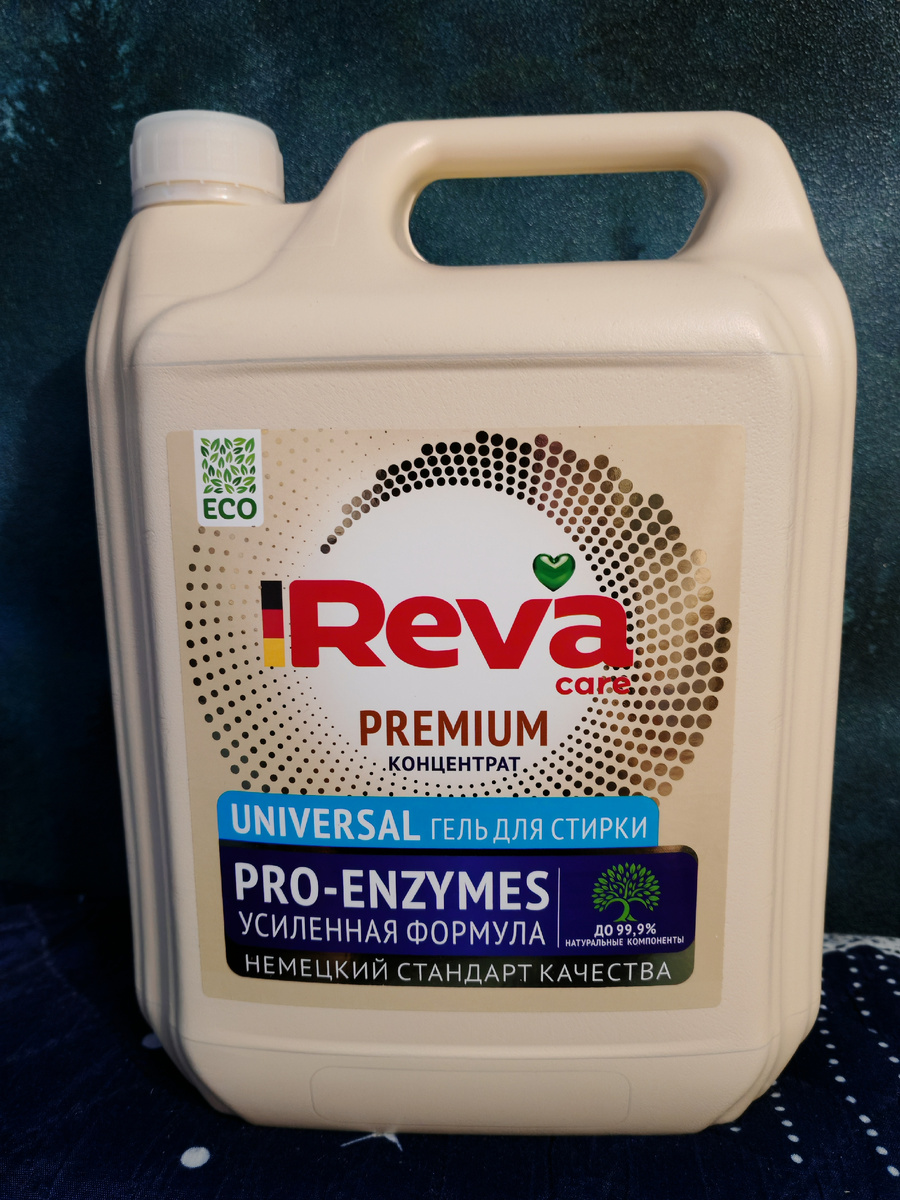 ECO
Reva
care
PREMIUM
КОНЦЕНТРАТ
UNIVERSAL ГЕЛЬ ДЛЯ СТИРКИ
PRO-ENZYMES
УСИЛЕННАЯ ФОРМУЛА
ДО 99,9%
НАТУРАЛЬНЫЕ КОМПОНЕНТЫ
НЕМЕЦКИЙ СТАНДАРТ КАЧЕСТВА